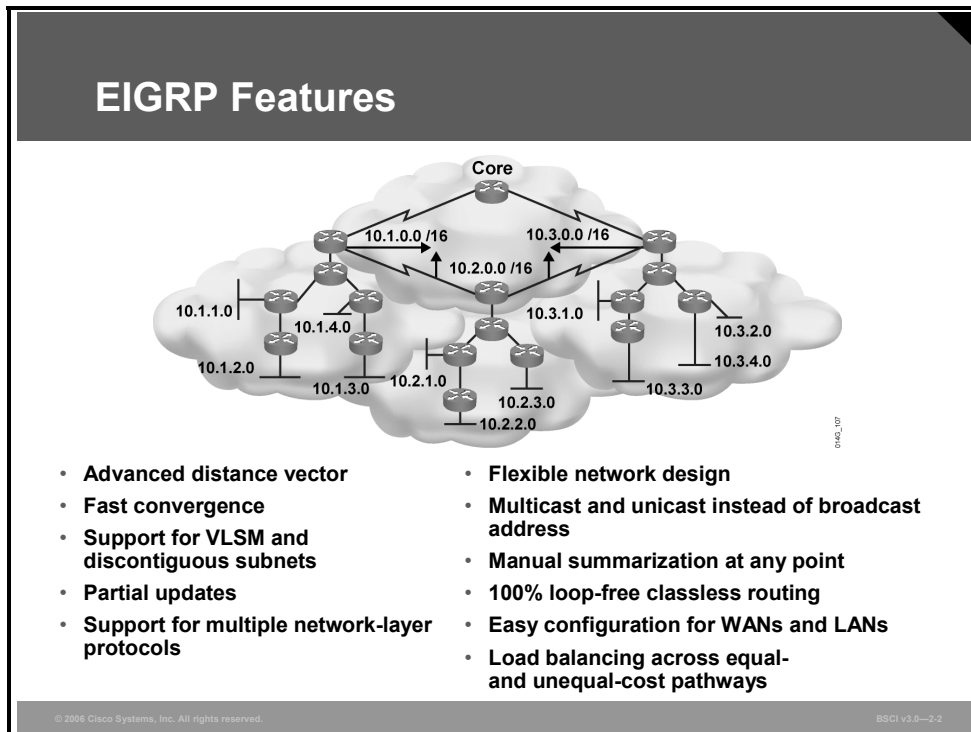 EIGRP Features
Core
10.1.0.0 /16
10.3.0.0 /16
10.2.0.0 /16
10.1.1.0
10.1.4.0
10.1.2.0
10.1.3.0
10.2.1.0
10.2.3.0
10.2.2.0
10.3.1.0
10.3.2.0
10.3.4.0
10.3.3.0
014G_107
• Advanced distance vector
• Fast convergence
• Support for VLSM and
discontiguous subnets
• Partial updates
• Support for multiple network-layer
protocols
• Flexible network design
• Multicast and unicast instead of broadcast
address
• Manual summarization at any point
• 100% loop-free classless routing
• Easy configuration for WANs and LANs
• Load balancing across equal-
and unequal-cost pathways
© 2006 Cisco Systems, Inc. All rights reserved.
BSCI v3.0—2-2